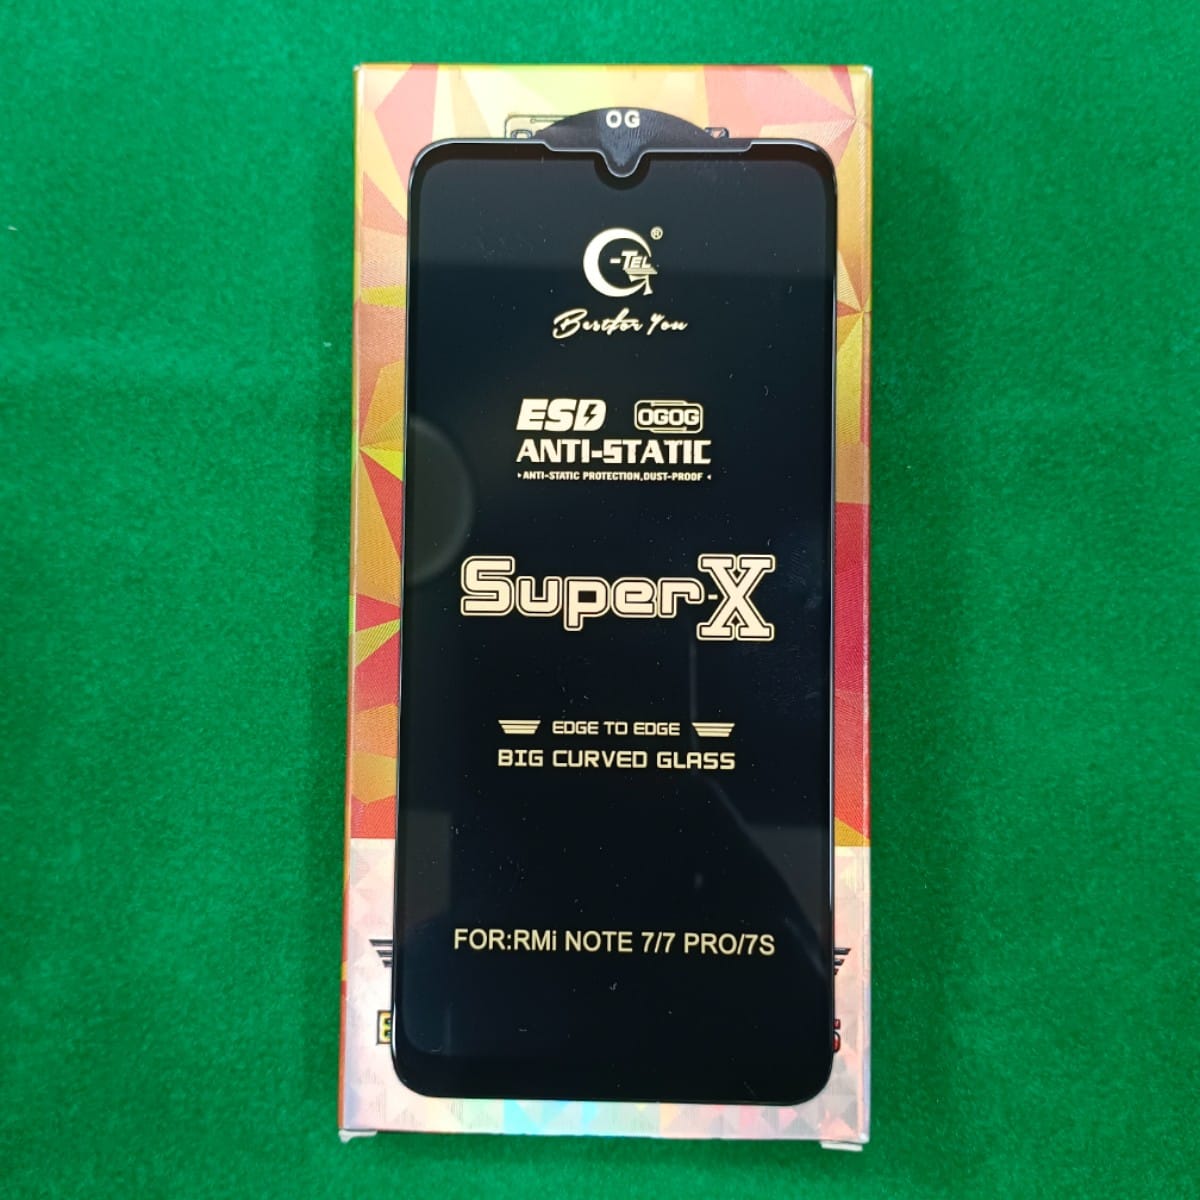 OG
C-TEL®
Bestfor You
ESD OGOG
ANTI-STATIC
ANTI-STATIC PROTECTION,DUST-PROOF
Super-X
EDGE TO EDGE
BIG CURVED GLASS
FOR:RMi NOTE 7/7 PRO/7S